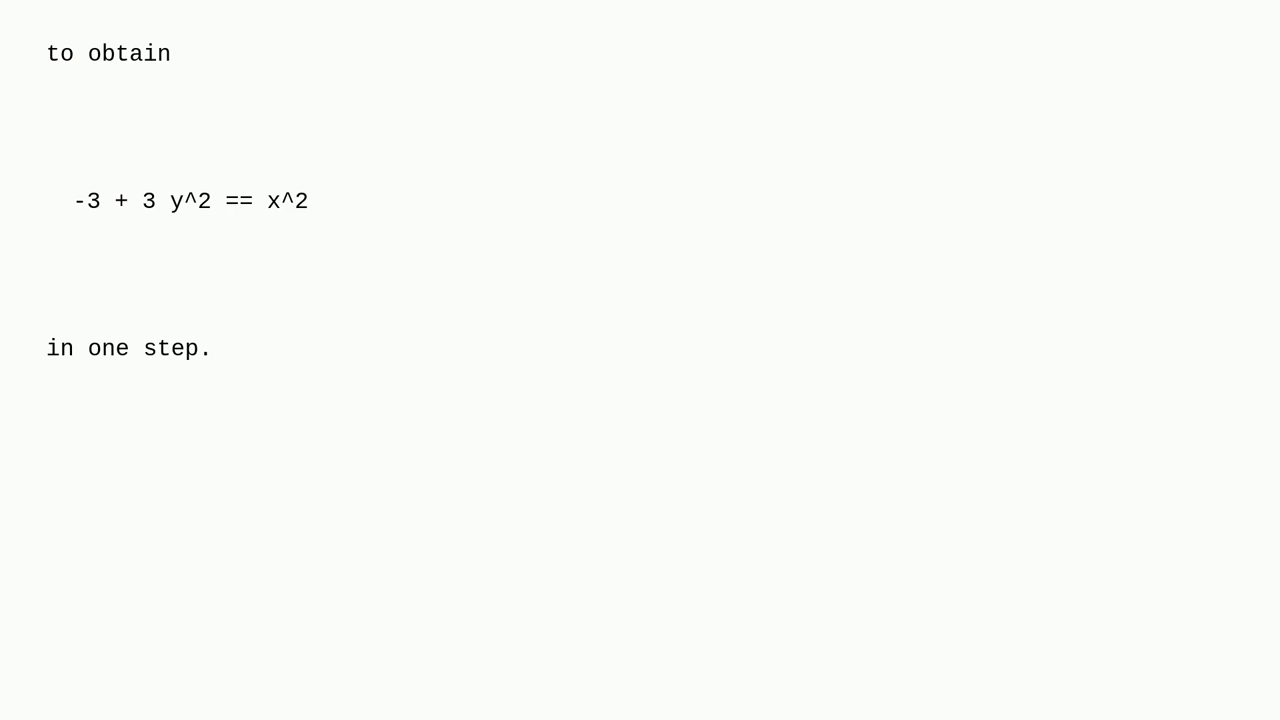 to obtain
-3 + 3 y^2 == x^2
in one step.